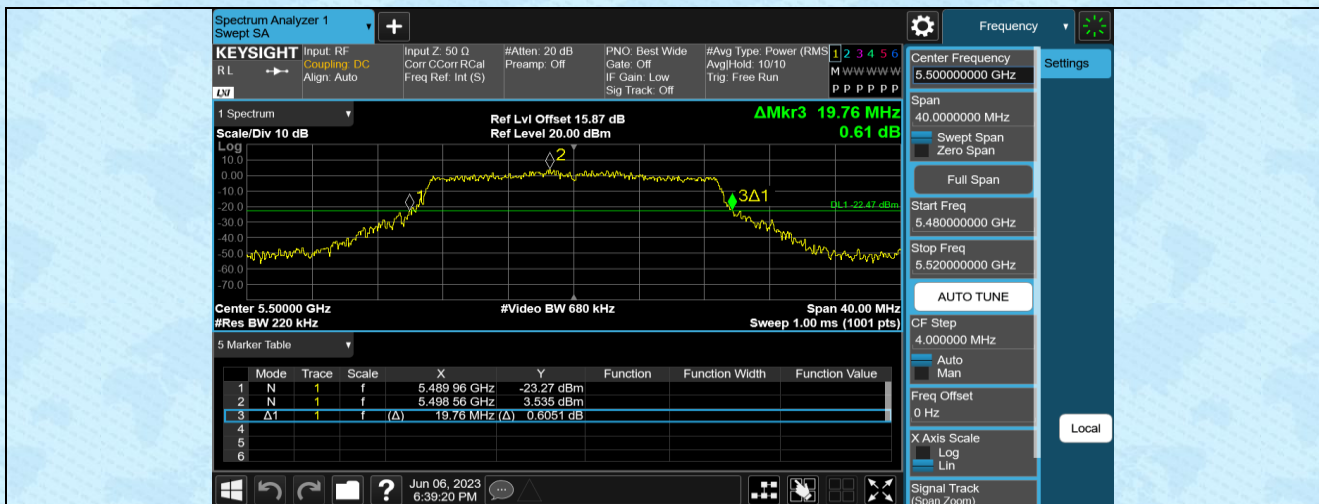 Spectrum Analyzer 1
Swept SA
+
Frequency
KEYSIGHT
RL
LXI
Input: RF
Coupling: DC
Align: Auto
Input Z: 50 Ω
Corr CCorr RCal
Freq Ref: Int (S)
#Atten: 20 dB
Preamp: Off
PNO: Best Wide
Gate: Off
IF Gain: Low
Sig Track: Off
#Avg Type: Power (RMS
Avg|Hold: 10/10
Trig: Free Run
1 2 3 4 5 6
M W W W W W
P P P P P P
1 Spectrum
Scale/Div 10 dB
Ref Lvl Offset 15.87 dB
Ref Level 20.00 dBm
ΔMkr3 19.76 MHz
0.61 dB
Log
10.0
0.00
-10.0
-20.0
-30.0
-40.0
-50.0
-60.0
-70.0
1
2
3Δ1
DL1 -22.47 dBm
Center 5.50000 GHz
#Video BW 680 kHz
Span 40.00 MHz
#Res BW 220 kHz
Sweep 1.00 ms (1001 pts)
5 Marker Table
Mode Trace Scale X Y Function Function Width Function Value
1 N 1 f 5.489 96 GHz -23.27 dBm
2 N 1 f 5.498 56 GHz 3.535 dBm
3 Δ1 1 f (Δ) 19.76 MHz (Δ) 0.6051 dB
4
5
6
?
Jun 06, 2023
6:39:20 PM
Center Frequency
5.500000000 GHz
Settings
Span
40.0000000 MHz
Swept Span
Zero Span
Full Span
Start Freq
5.480000000 GHz
Stop Freq
5.520000000 GHz
AUTO TUNE
CF Step
4.000000 MHz
Auto
Man
Freq Offset
0 Hz
Local
X Axis Scale
Log
Lin
Signal Track
(Span Zoom)